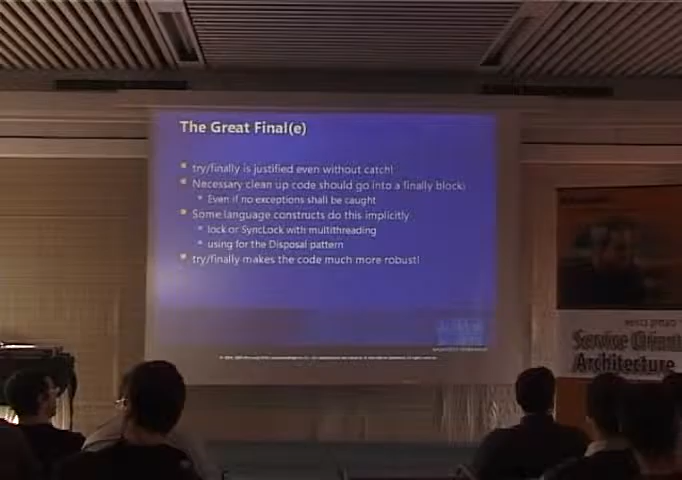 The Great Final(e)
try/finally is justified even without catch!
Necessary clean up code should go into a finally block!
Even if no exceptions shall be caught
Some language constructs do this implicitly
lock or SyncLock with multithreading
using for the Disposal pattern
try/finally makes the code much more robust!
Service
Architecture